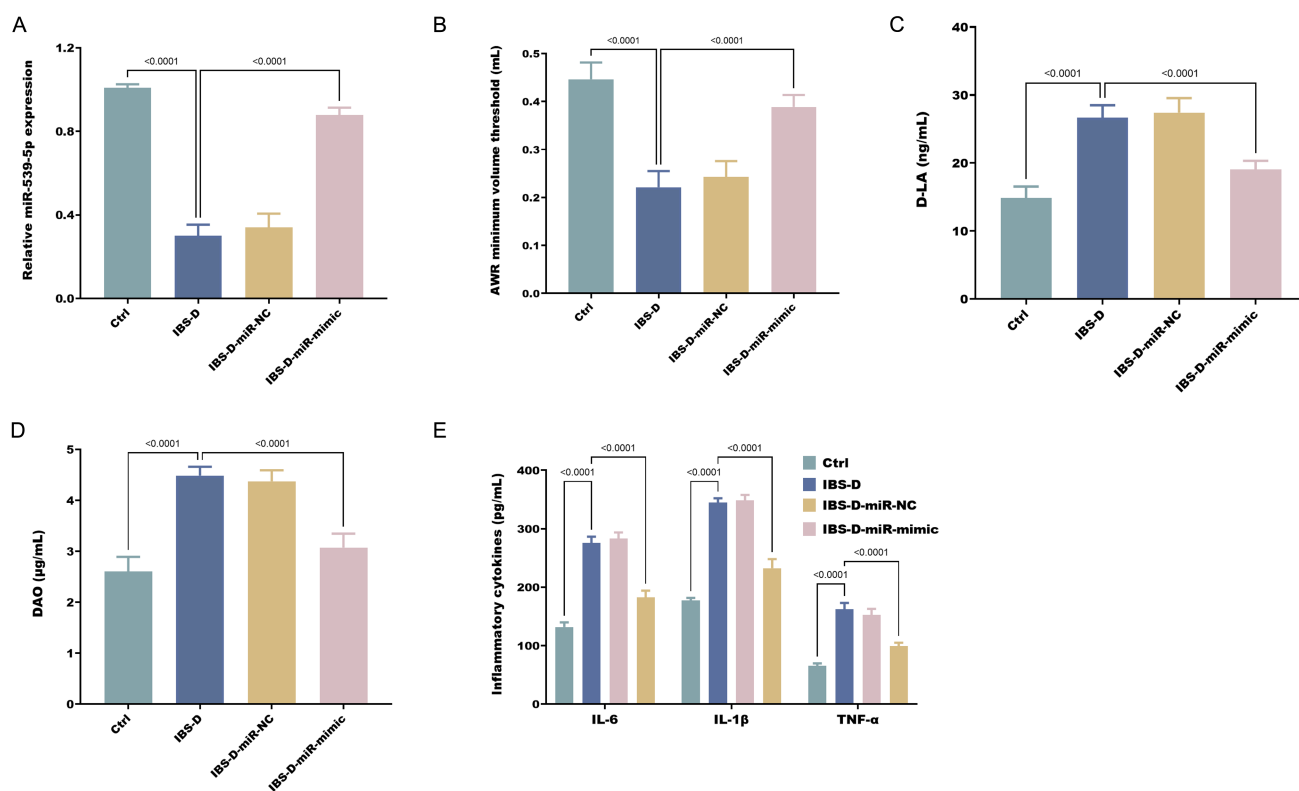 A
Relative miR-539-5p expression
1.2
0.8
0.4
0.0
<0.0001
<0.0001
Ctrl
IBS-D
IBS-D-miR-NC
IBS-D-miR-mimic
B
AWR minimum volume threshold (mL)
0.5
0.4
0.3
0.2
0.1
0.0
<0.0001
<0.0001
Ctrl
IBS-D
IBS-D-miR-NC
IBS-D-miR-mimic
C
D-LA (ng/mL)
40
30
20
10
0
<0.0001
<0.0001
Ctrl
IBS-D
IBS-D-miR-NC
IBS-D-miR-mimic
D
DAO (μg/mL)
5
4
3
2
1
0
<0.0001
<0.0001
Ctrl
IBS-D
IBS-D-miR-NC
IBS-D-miR-mimic
E
Inflammatory cytokines (pg/mL)
400
300
200
100
0
<0.0001
<0.0001
<0.0001
<0.0001
<0.0001
<0.0001
IL-6
IL-1β
TNF-α
Ctrl
IBS-D
IBS-D-miR-NC
IBS-D-miR-mimic